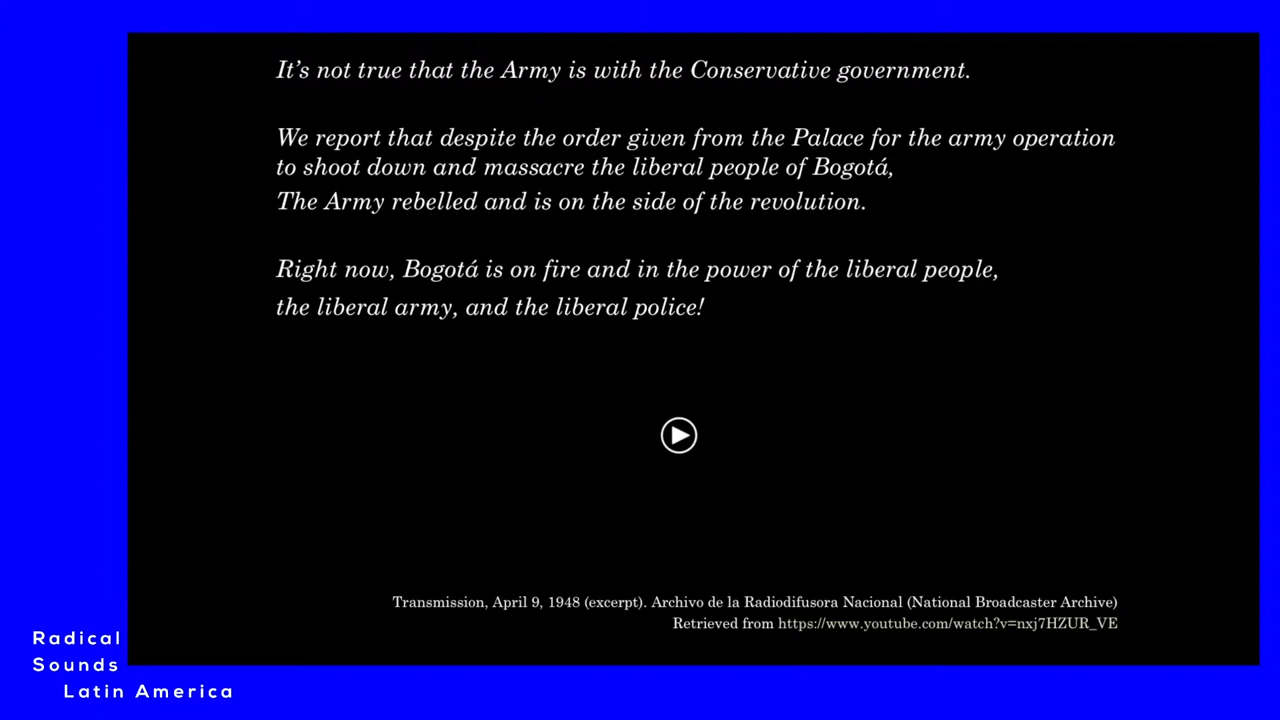 It's not true that the Army is with the Conservative government.
We report that despite the order given from the Palace for the army operation
to shoot down and massacre the liberal people of Bogotá,
The Army rebelled and is on the side of the revolution.
Right now, Bogotá is on fire and in the power of the liberal people,
the liberal army, and the liberal police!
Transmission, April 9, 1948 (excerpt). Archivo de la Radiodifusora Nacional (National Broadcaster Archive)
Retrieved from https://www.youtube.com/watch?v=nxj7HZUR_VE
Radical
Sounds
Latin America